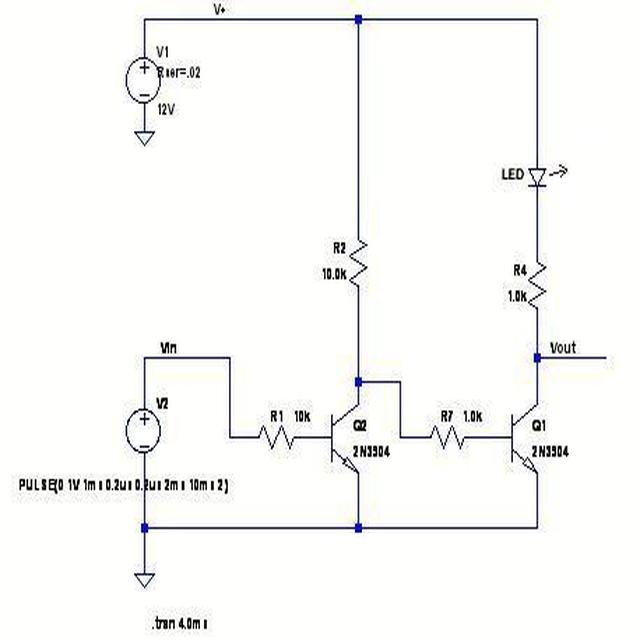 V+
V1
Rser=.02
12V
LED
R2
10.0k
R4
1.0k
Vin
Vout
V2
R1 10k
Q2
2N3904
R7 1.0k
Q1
2N3904
PULSE(0 1V 1ms 0.2us 0.2us 2ms 10ms 2)
.tran 4.0ms